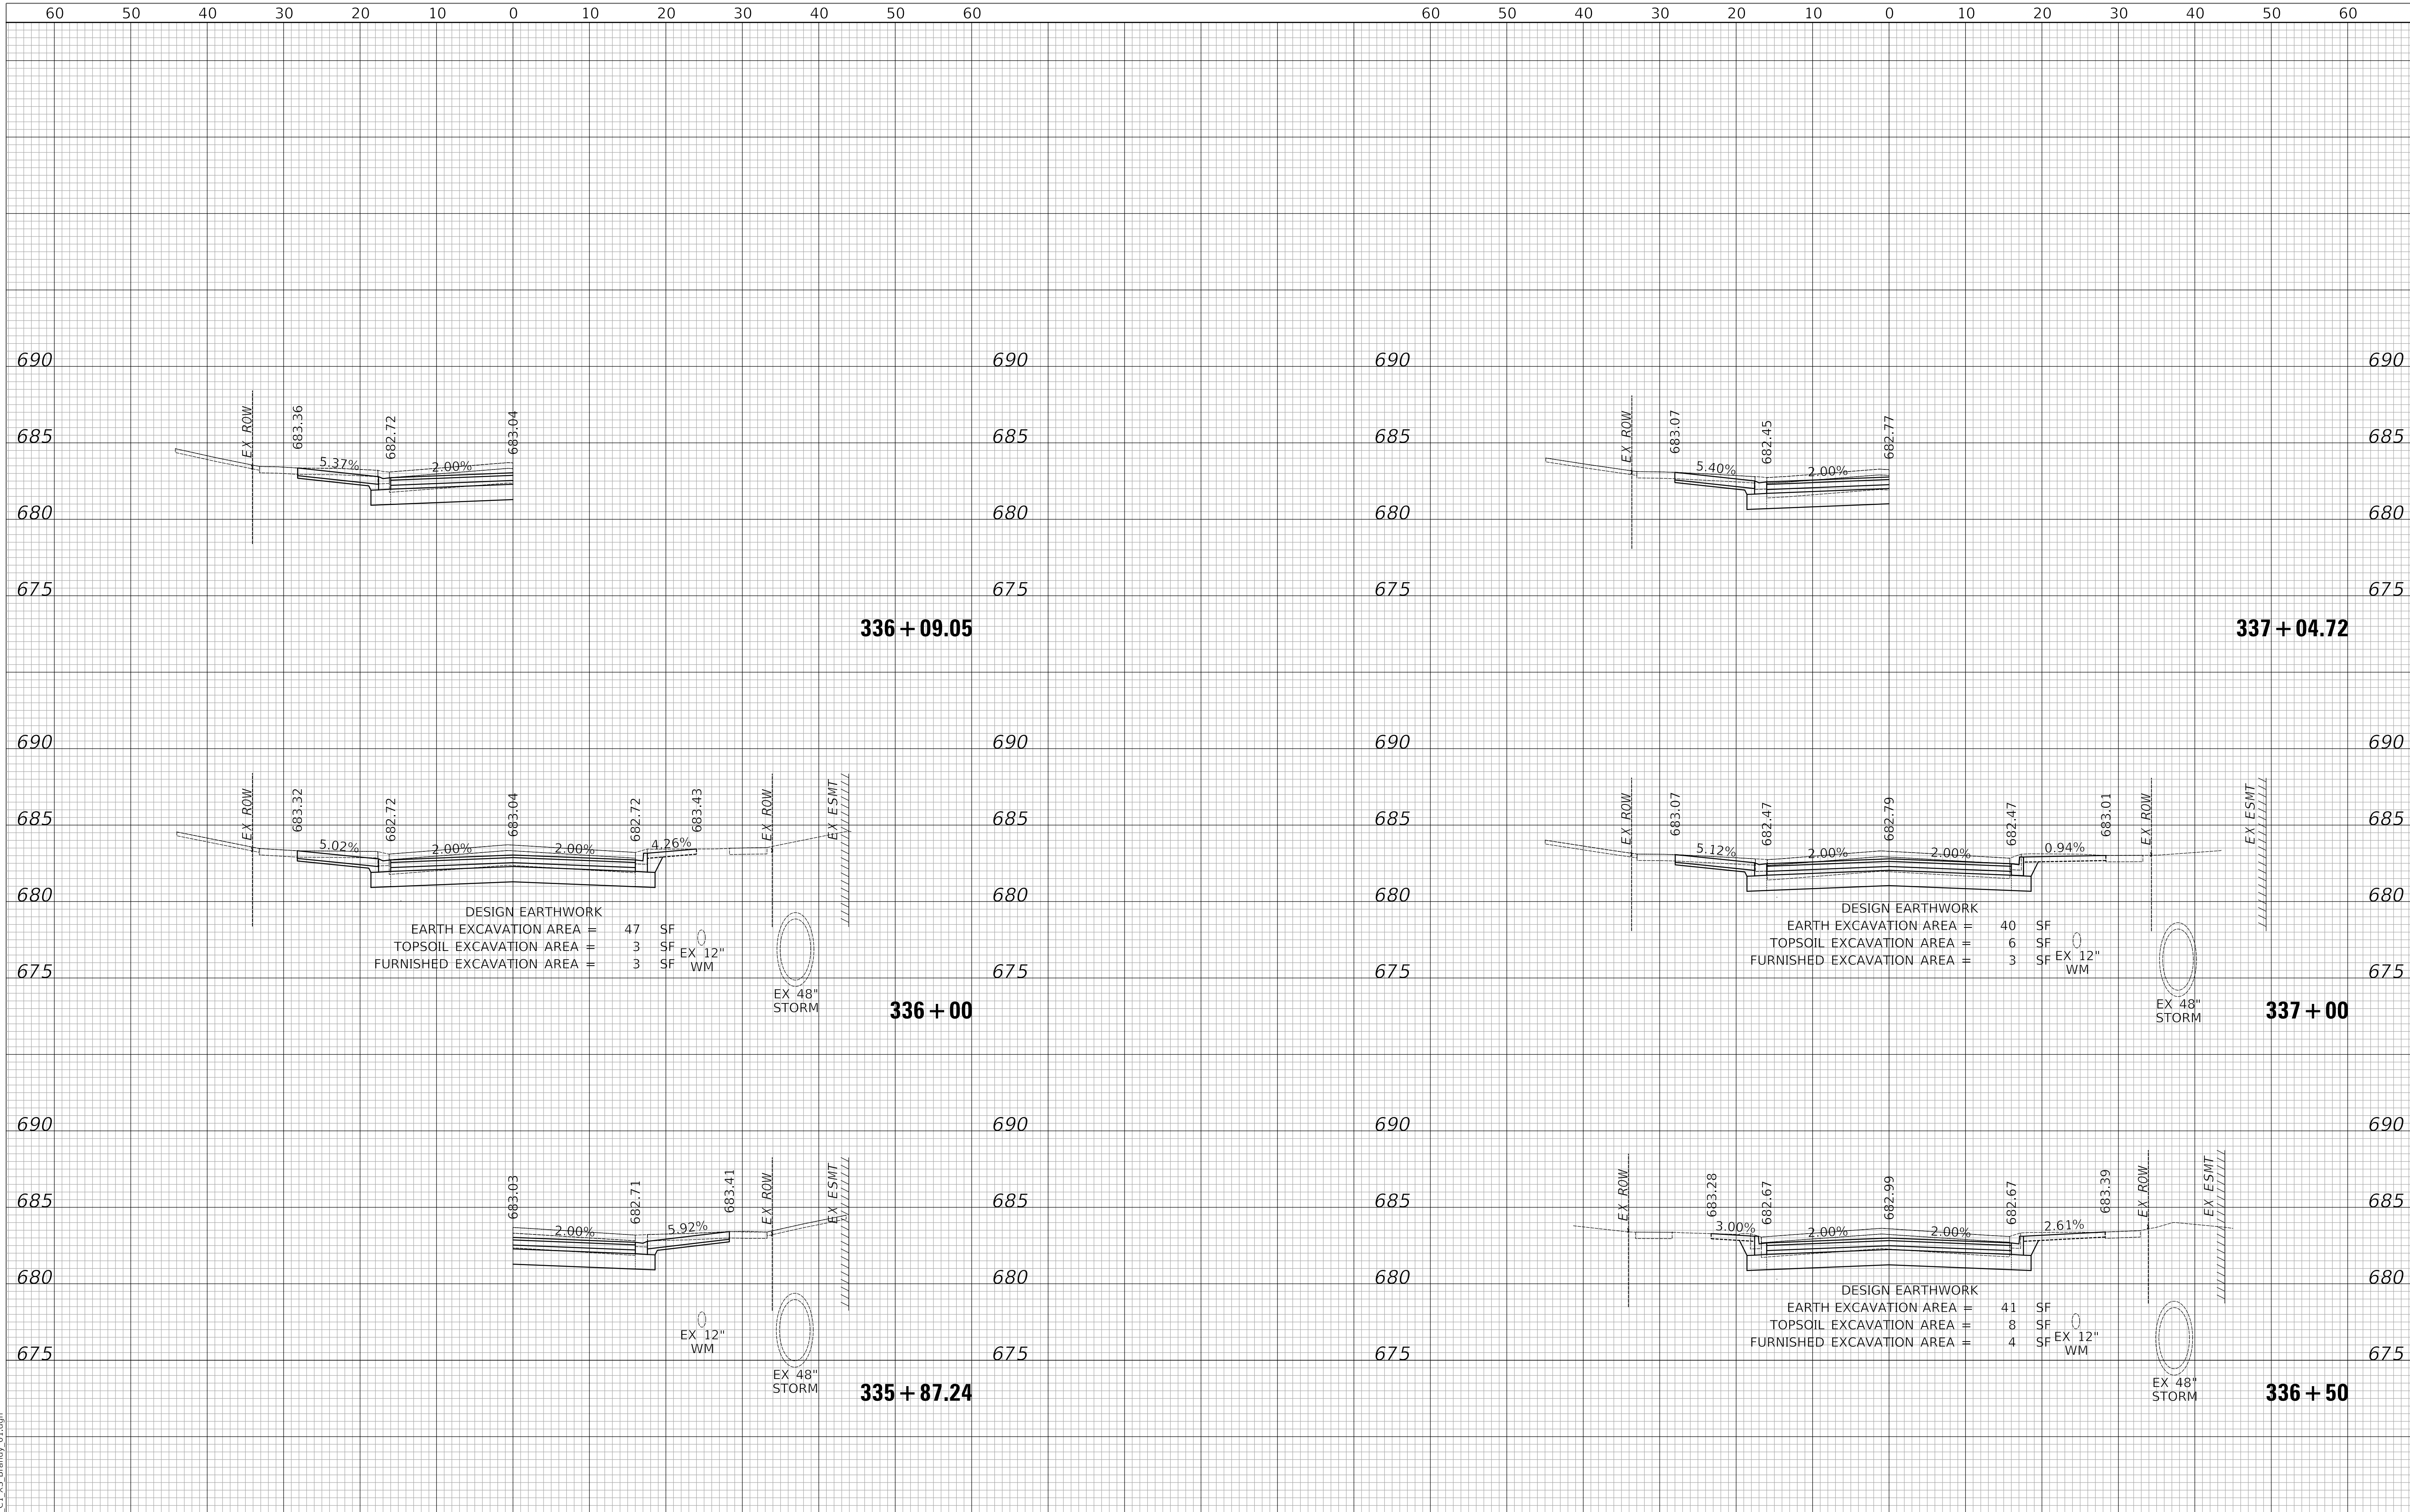 60 50 40 30 20 10 0 10 20 30 40 50 60 60 50 40 30 20 10 0 10 20 30 40 50 60
690 690 690 690
EX ROW 683.36 682.72 683.04
EX ROW 683.07 682.45 682.77
685 685 685 685
5.37% 2.00%
5.40% 2.00%
680 680 680 680
675 675 675 675
336+09.05
337+04.72
690 690 690 690
EX ROW 683.32 682.72 683.04 682.72 683.43 EX ROW EX ESMT
EX ROW 683.07 682.47 682.79 682.47 683.01 EX ROW EX ESMT
685 685 685 685
5.02% 2.00% 2.00% 4.26%
5.12% 2.00% 2.00% 0.94%
680 680 680 680
DESIGN EARTHWORK
EARTH EXCAVATION AREA = 47 SF
TOPSOIL EXCAVATION AREA = 3 SF
FURNISHED EXCAVATION AREA = 3 SF
EX 12"
WM
EX 48"
STORM
DESIGN EARTHWORK
EARTH EXCAVATION AREA = 40 SF
TOPSOIL EXCAVATION AREA = 6 SF
FURNISHED EXCAVATION AREA = 3 SF
EX 12"
WM
EX 48"
STORM
675 675 675 675
336+00
337+00
690 690 690 690
683.03 682.71 683.41 EX ROW EX ESMT
EX ROW 683.28 682.67 682.99 682.67 683.39 EX ROW EX ESMT
685 685 685 685
2.00% 5.92%
3.00% 2.00% 2.00% 2.61%
680 680 680 680
EX 12"
WM
EX 48"
STORM
DESIGN EARTHWORK
EARTH EXCAVATION AREA = 41 SF
TOPSOIL EXCAVATION AREA = 8 SF
FURNISHED EXCAVATION AREA = 4 SF
EX 12"
WM
EX 48"
STORM
675 675 675 675
335+87.24
336+50